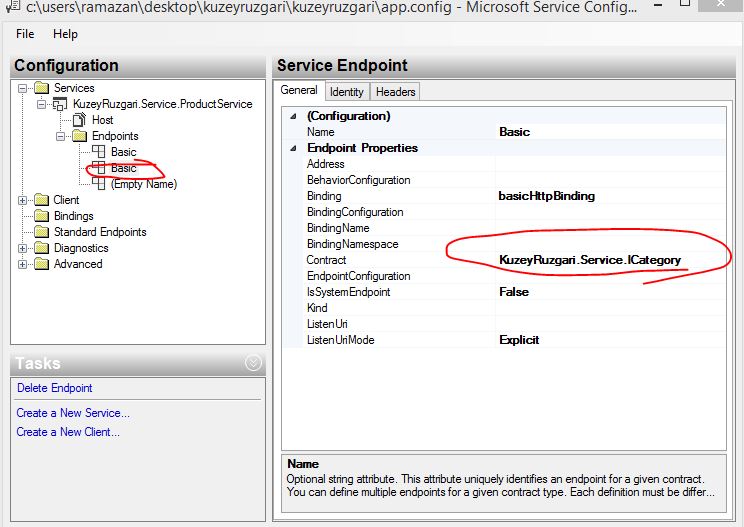 c:\users\ramazan\desktop\kuzeyruzgari\kuzeyruzgari\app.config - Microsoft Service Config...
File Help
Configuration
Services
KuzeyRuzgari.Service.ProductService
Host
Endpoints
Basic
Basic
(Empty Name)
Client
Bindings
Standard Endpoints
Diagnostics
Advanced
Tasks
Delete Endpoint
Create a New Service...
Create a New Client...
Service Endpoint
General Identity Headers
(Configuration)
Name Basic
Endpoint Properties
Address
BehaviorConfiguration
Binding basicHttpBinding
BindingConfiguration
BindingName
BindingNamespace
Contract KuzeyRuzgari.Service.ICategory
EndpointConfiguration
IsSystemEndpoint False
Kind
ListenUri
ListenUriMode Explicit
Name
Optional string attribute. This attribute uniquely identifies an endpoint for a given contract.
You can define multiple endpoints for a given contract type. Each definition must be differ...